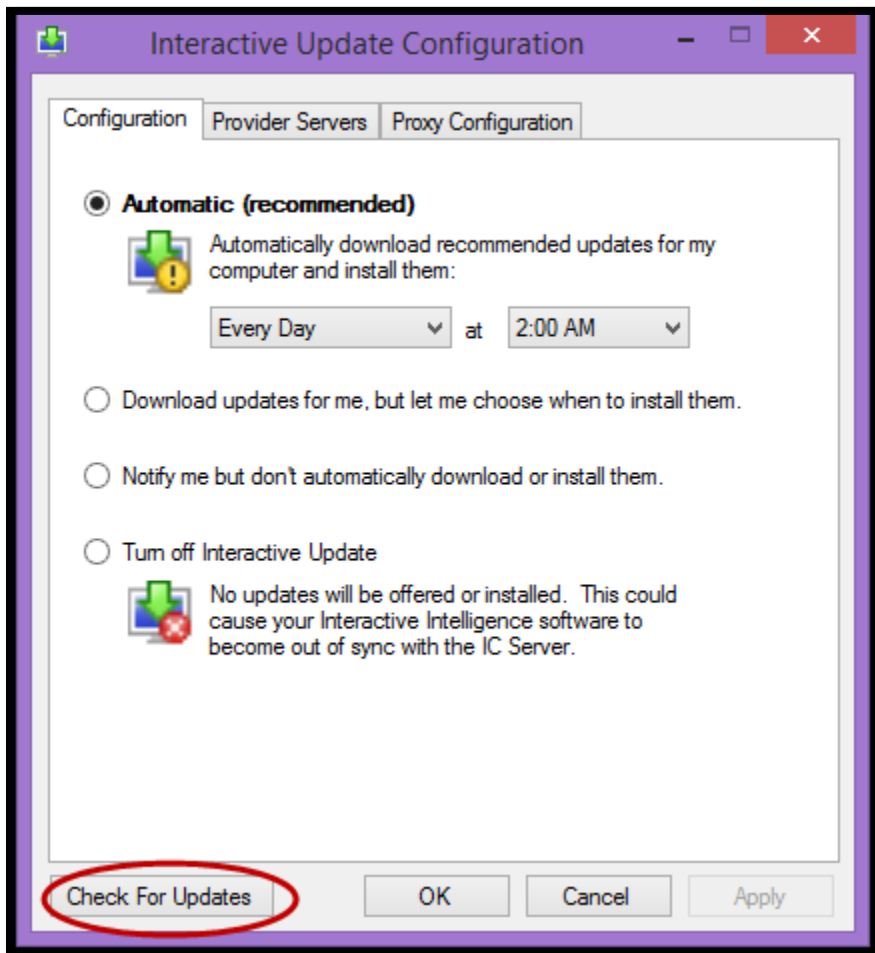 Interactive Update Configuration
Configuration
Provider Servers
Proxy Configuration
Automatic (recommended)
Automatically download recommended updates for my
computer and install them:
Every Day at 2:00 AM
Download updates for me, but let me choose when to install them.
Notify me but don't automatically download or install them.
Turn off Interactive Update
No updates will be offered or installed.  This could
cause your Interactive Intelligence software to
become out of sync with the IC Server.
Check For Updates
OK
Cancel
Apply